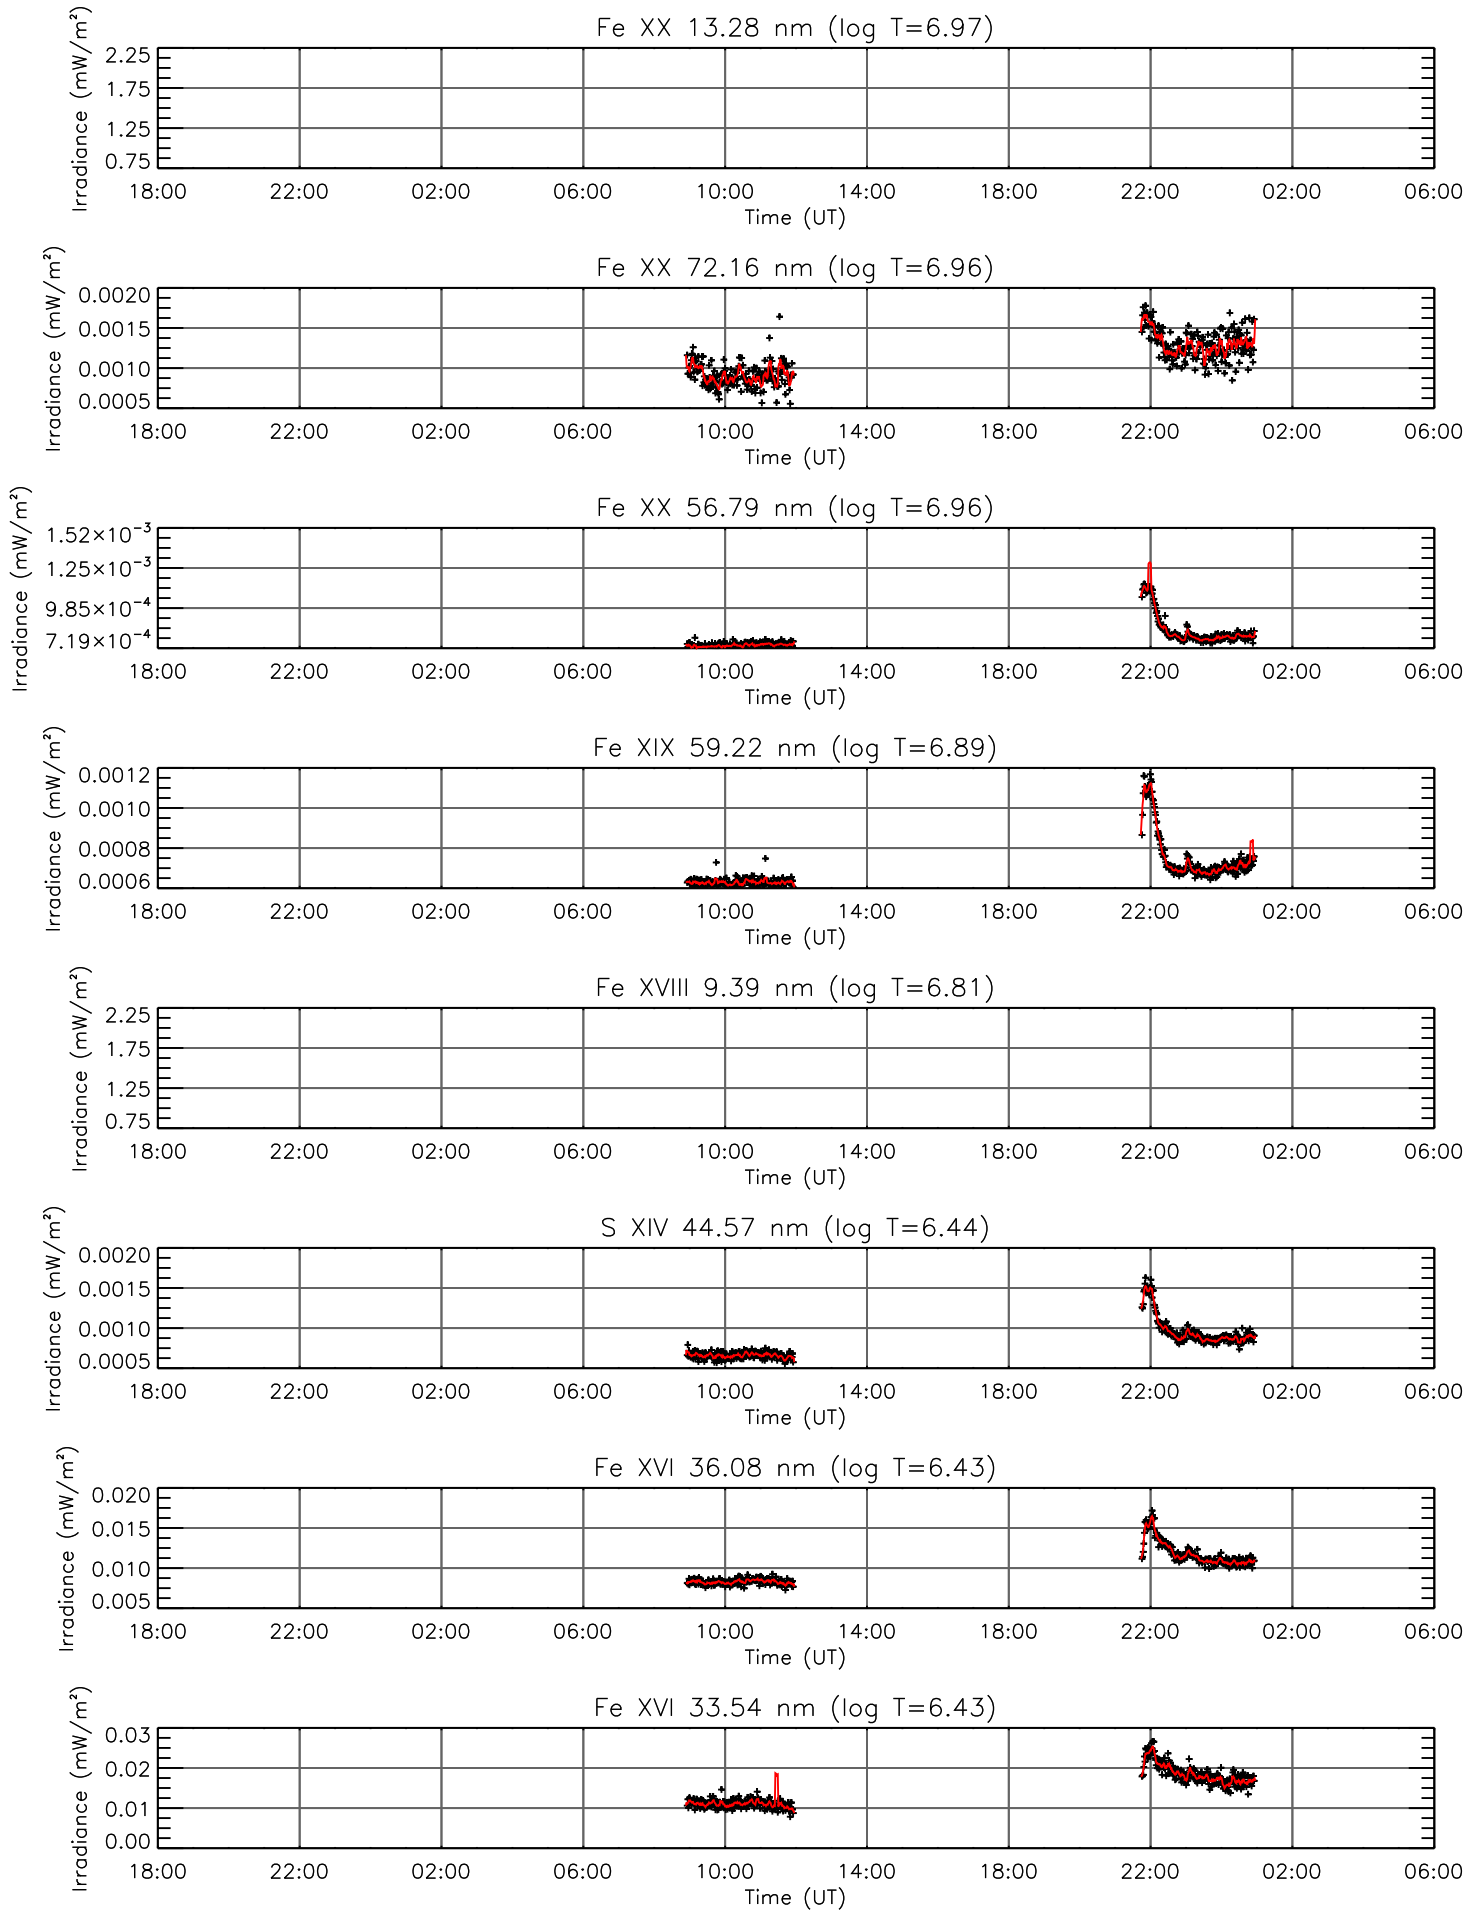 Fe XX 13.28 nm (log T=6.97)
Irradiance (mW/m²)
2.25
1.75
1.25
0.75
18:00 22:00 02:00 06:00 10:00 14:00 18:00 22:00 02:00 06:00
Time (UT)
Fe XX 72.16 nm (log T=6.96)
Irradiance (mW/m²)
0.0020
0.0015
0.0010
0.0005
18:00 22:00 02:00 06:00 10:00 14:00 18:00 22:00 02:00 06:00
Time (UT)
Fe XX 56.79 nm (log T=6.96)
Irradiance (mW/m²)
1.52×10⁻³
1.25×10⁻³
9.85×10⁻⁴
7.19×10⁻⁴
18:00 22:00 02:00 06:00 10:00 14:00 18:00 22:00 02:00 06:00
Time (UT)
Fe XIX 59.22 nm (log T=6.89)
Irradiance (mW/m²)
0.0012
0.0010
0.0008
0.0006
18:00 22:00 02:00 06:00 10:00 14:00 18:00 22:00 02:00 06:00
Time (UT)
Fe XVIII 9.39 nm (log T=6.81)
Irradiance (mW/m²)
2.25
1.75
1.25
0.75
18:00 22:00 02:00 06:00 10:00 14:00 18:00 22:00 02:00 06:00
Time (UT)
S XIV 44.57 nm (log T=6.44)
Irradiance (mW/m²)
0.0020
0.0015
0.0010
0.0005
18:00 22:00 02:00 06:00 10:00 14:00 18:00 22:00 02:00 06:00
Time (UT)
Fe XVI 36.08 nm (log T=6.43)
Irradiance (mW/m²)
0.020
0.015
0.010
0.005
18:00 22:00 02:00 06:00 10:00 14:00 18:00 22:00 02:00 06:00
Time (UT)
Fe XVI 33.54 nm (log T=6.43)
Irradiance (mW/m²)
0.03
0.02
0.01
0.00
18:00 22:00 02:00 06:00 10:00 14:00 18:00 22:00 02:00 06:00
Time (UT)